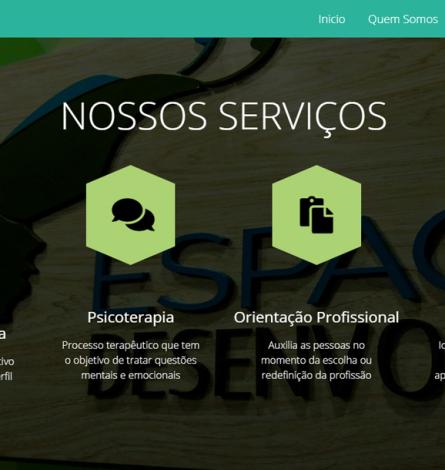 Inicio Quem Somos
NOSSOS SERVIÇOS
ESPAÇ
DESENVO
Psicoterapia
Orientação Profissional
a
Processo terapêutico que tem
o objetivo de tratar questões
mentais e emocionais
Auxilia as pessoas no
momento da escolha ou
redefinição da profissão
tivo
rfil
ap